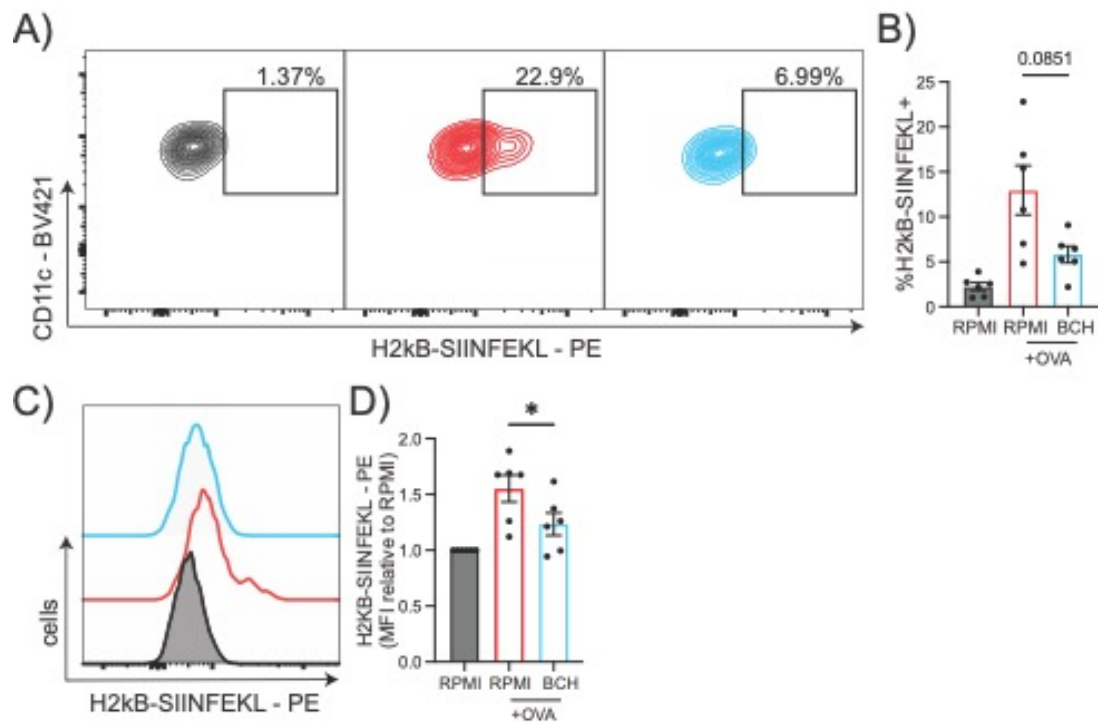 A)
1.37%
22.9%
6.99%
CD11c - BV421
H2kB-SIINFEKL - PE
B)
0.0851
%H2kB-SIINFEKL+
25
20
15
10
5
0
RPMI RPMI BCH
+OVA
C)
cells
H2kB-SIINFEKL - PE
D)
*
H2KB-SIINFEKL - PE
(MFI relative to RPMI)
2.0
1.5
1.0
0.5
0.0
RPMI RPMI BCH
+OVA